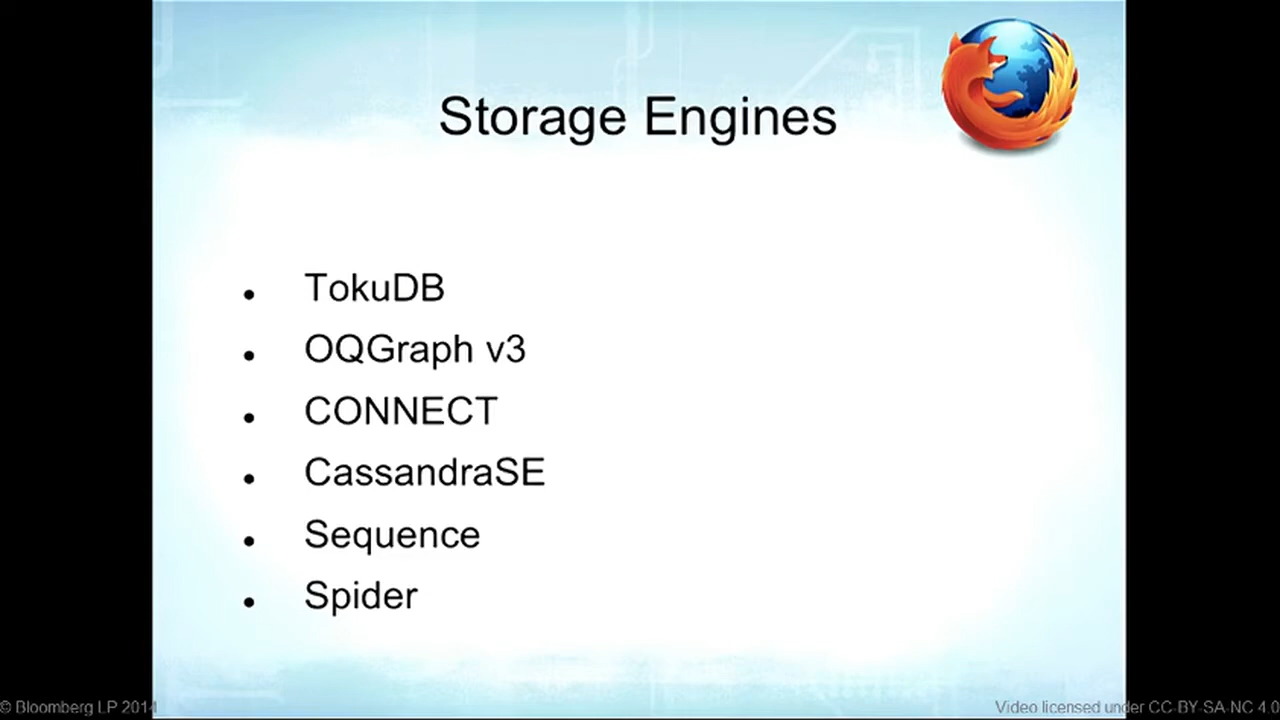 Storage Engines
• TokuDB
• OQGraph v3
• CONNECT
• CassandraSE
• Sequence
• Spider
© Bloomberg LP 2014
Video licensed under CC-BY-SA-NC 4.0